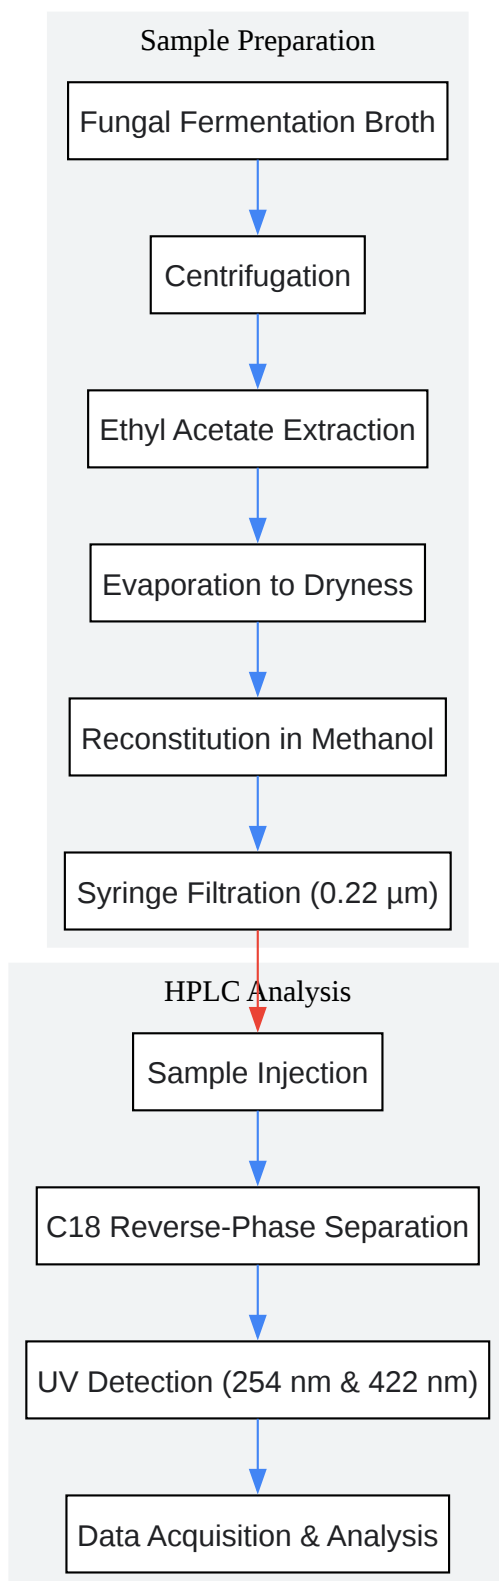 Sample Preparation
Fungal Fermentation Broth
Centrifugation
Ethyl Acetate Extraction
Evaporation to Dryness
Reconstitution in Methanol
Syringe Filtration (0.22 µm)
HPLC Analysis
Sample Injection
C18 Reverse-Phase Separation
UV Detection (254 nm & 422 nm)
Data Acquisition & Analysis